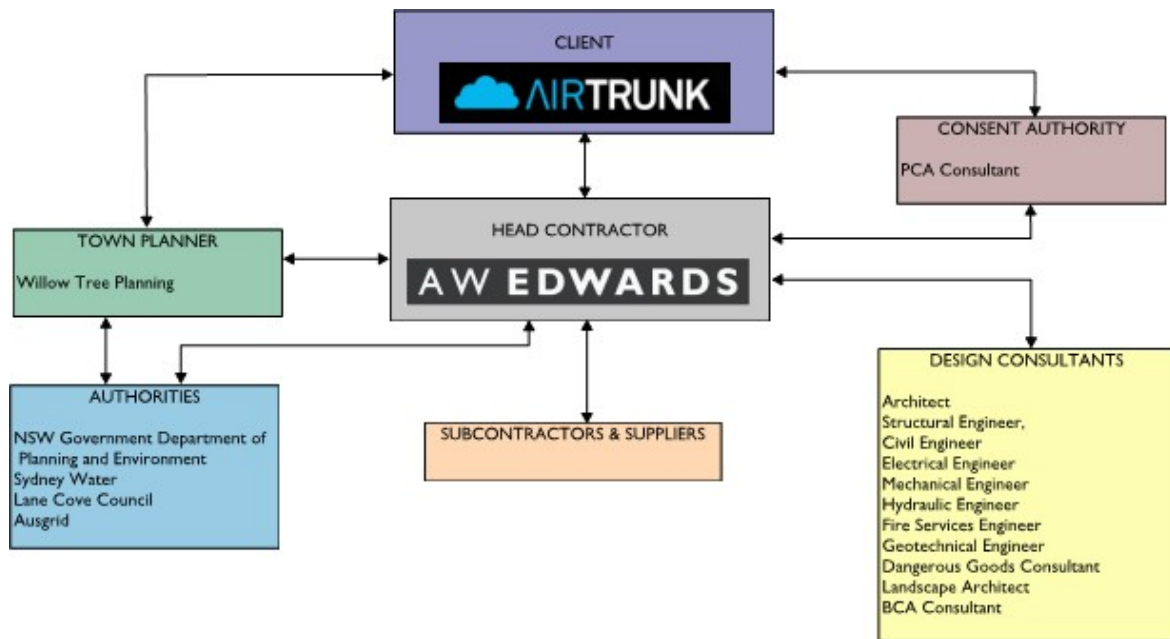 CLIENT
AIRTRUNK
CONSENT AUTHORITY
PCA Consultant
HEAD CONTRACTOR
AW EDWARDS
TOWN PLANNER
Willow Tree Planning
AUTHORITIES
NSW Government Department of
Planning and Environment
Sydney Water
Lane Cove Council
Ausgrid
SUBCONTRACTORS & SUPPLIERS
DESIGN CONSULTANTS
Architect
Structural Engineer,
Civil Engineer
Electrical Engineer
Mechanical Engineer
Hydraulic Engineer
Fire Services Engineer
Geotechnical Engineer
Dangerous Goods Consultant
Landscape Architect
BCA Consultant